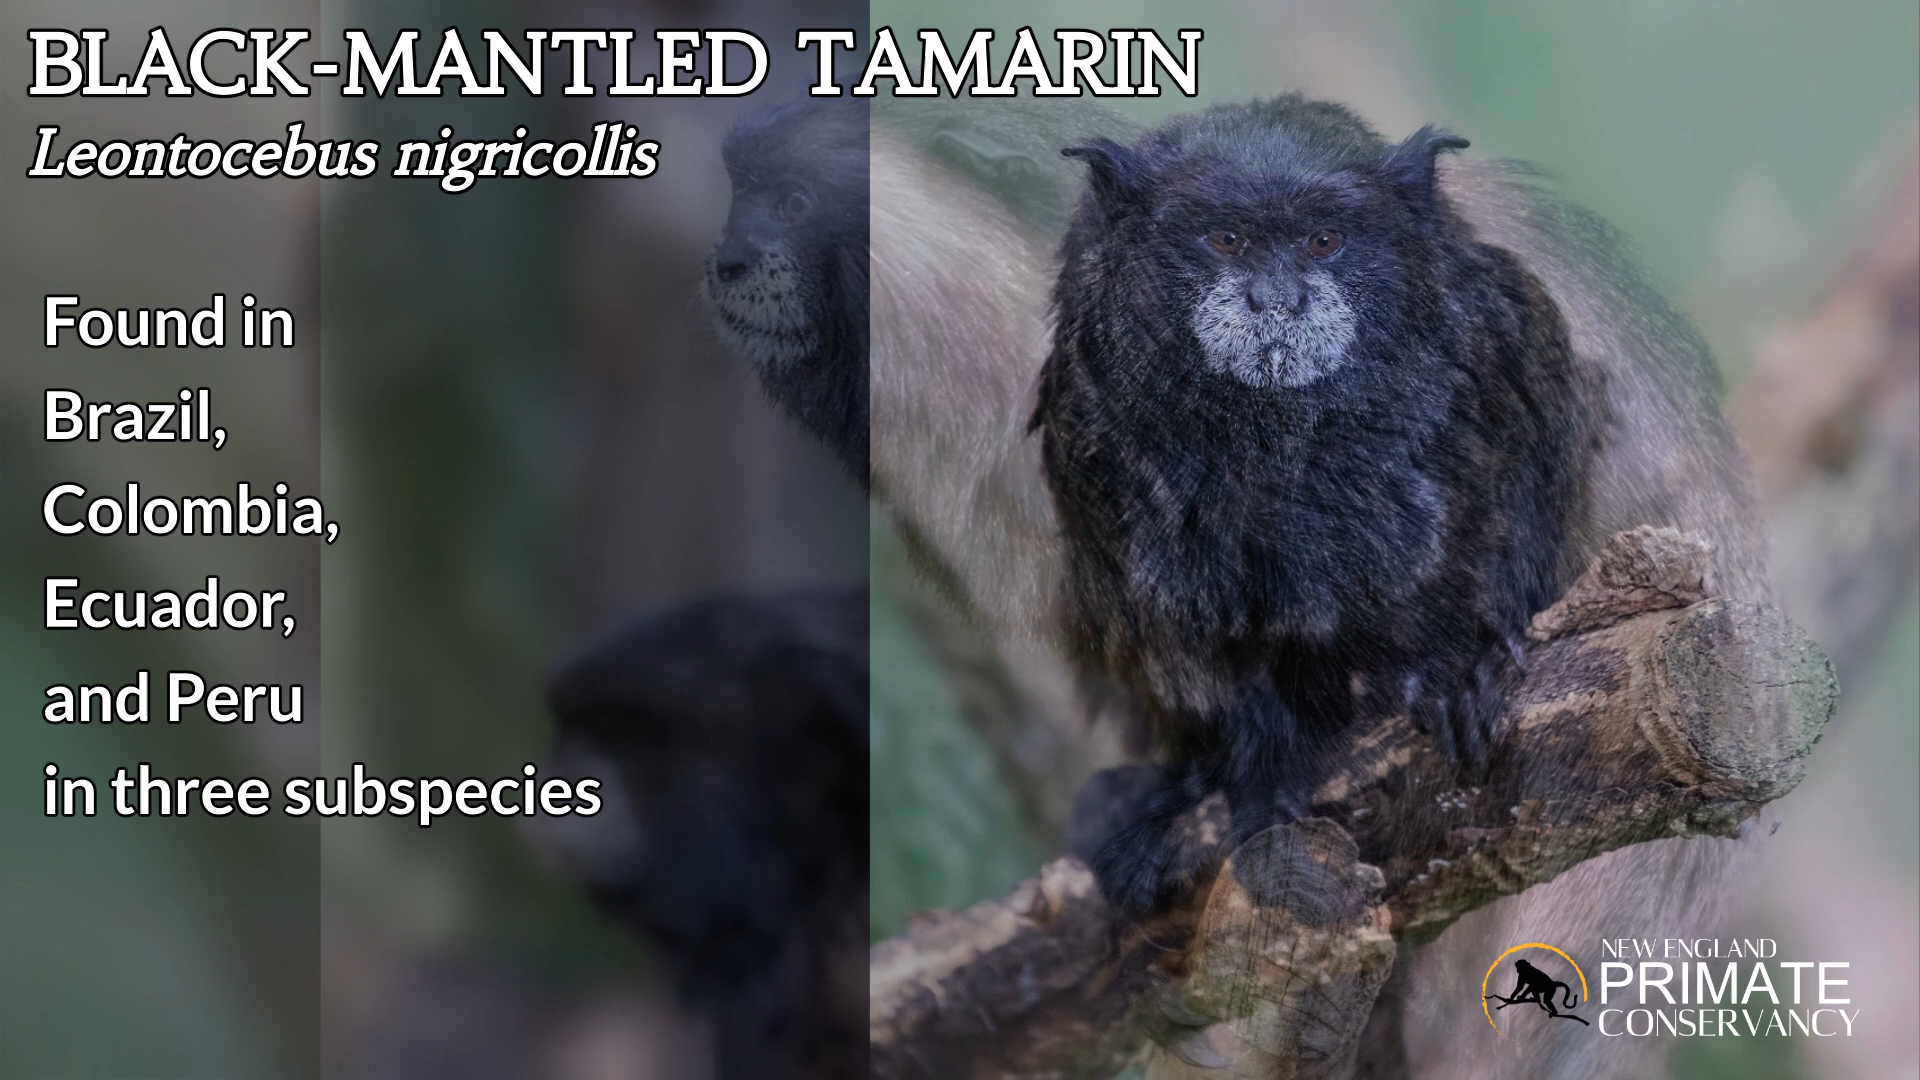 BLACK-MANTLED TAMARIN
Leontocebus nigricollis
Found in
Brazil,
Colombia,
Ecuador,
and Peru
in three subspecies
NEW ENGLAND
PRIMATE
CONSERVANCY